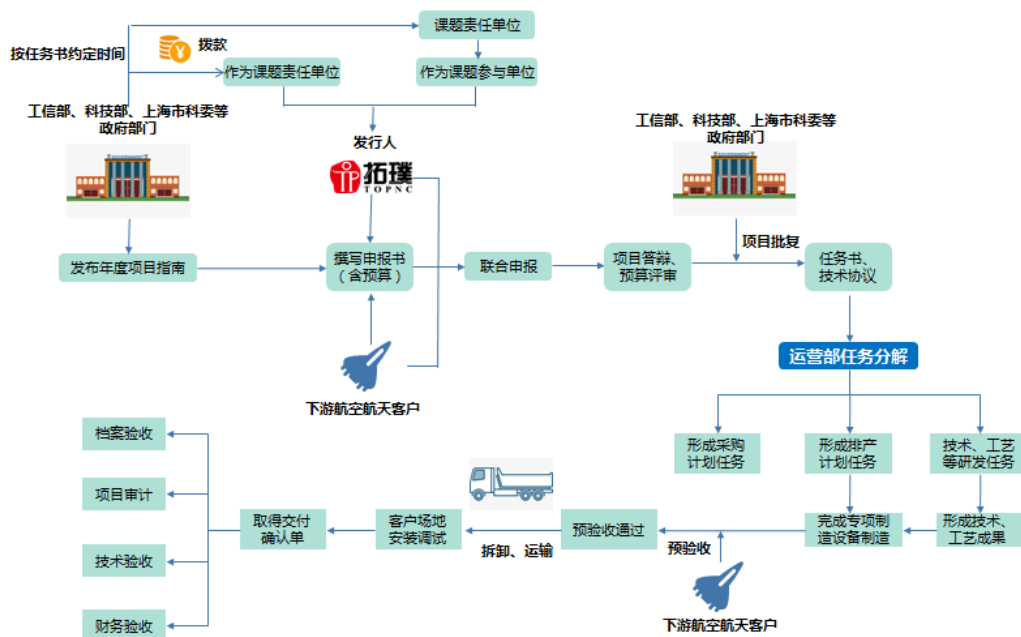 课题责任单位
按任务书约定时间
拨款
作为课题责任单位
作为课题参与单位
工信部、科技部、上海市科委等
政府部门
发行人
工信部、科技部、上海市科委等
政府部门
拓璞
TOPNC
项目批复
发布年度项目指南
撰写申报书
（含预算）
联合申报
项目答辩、
预算评审
任务书、
技术协议
运营部任务分解
下游航空航天客户
档案验收
形成采购
计划任务
形成排产
计划任务
技术、工艺
等研发任务
项目审计
取得交付
确认单
客户场地
安装调试
拆卸、运输
预验收通过
预验收
完成专项制
造设备制造
形成技术、
工艺成果
技术验收
财务验收
下游航空航天客户